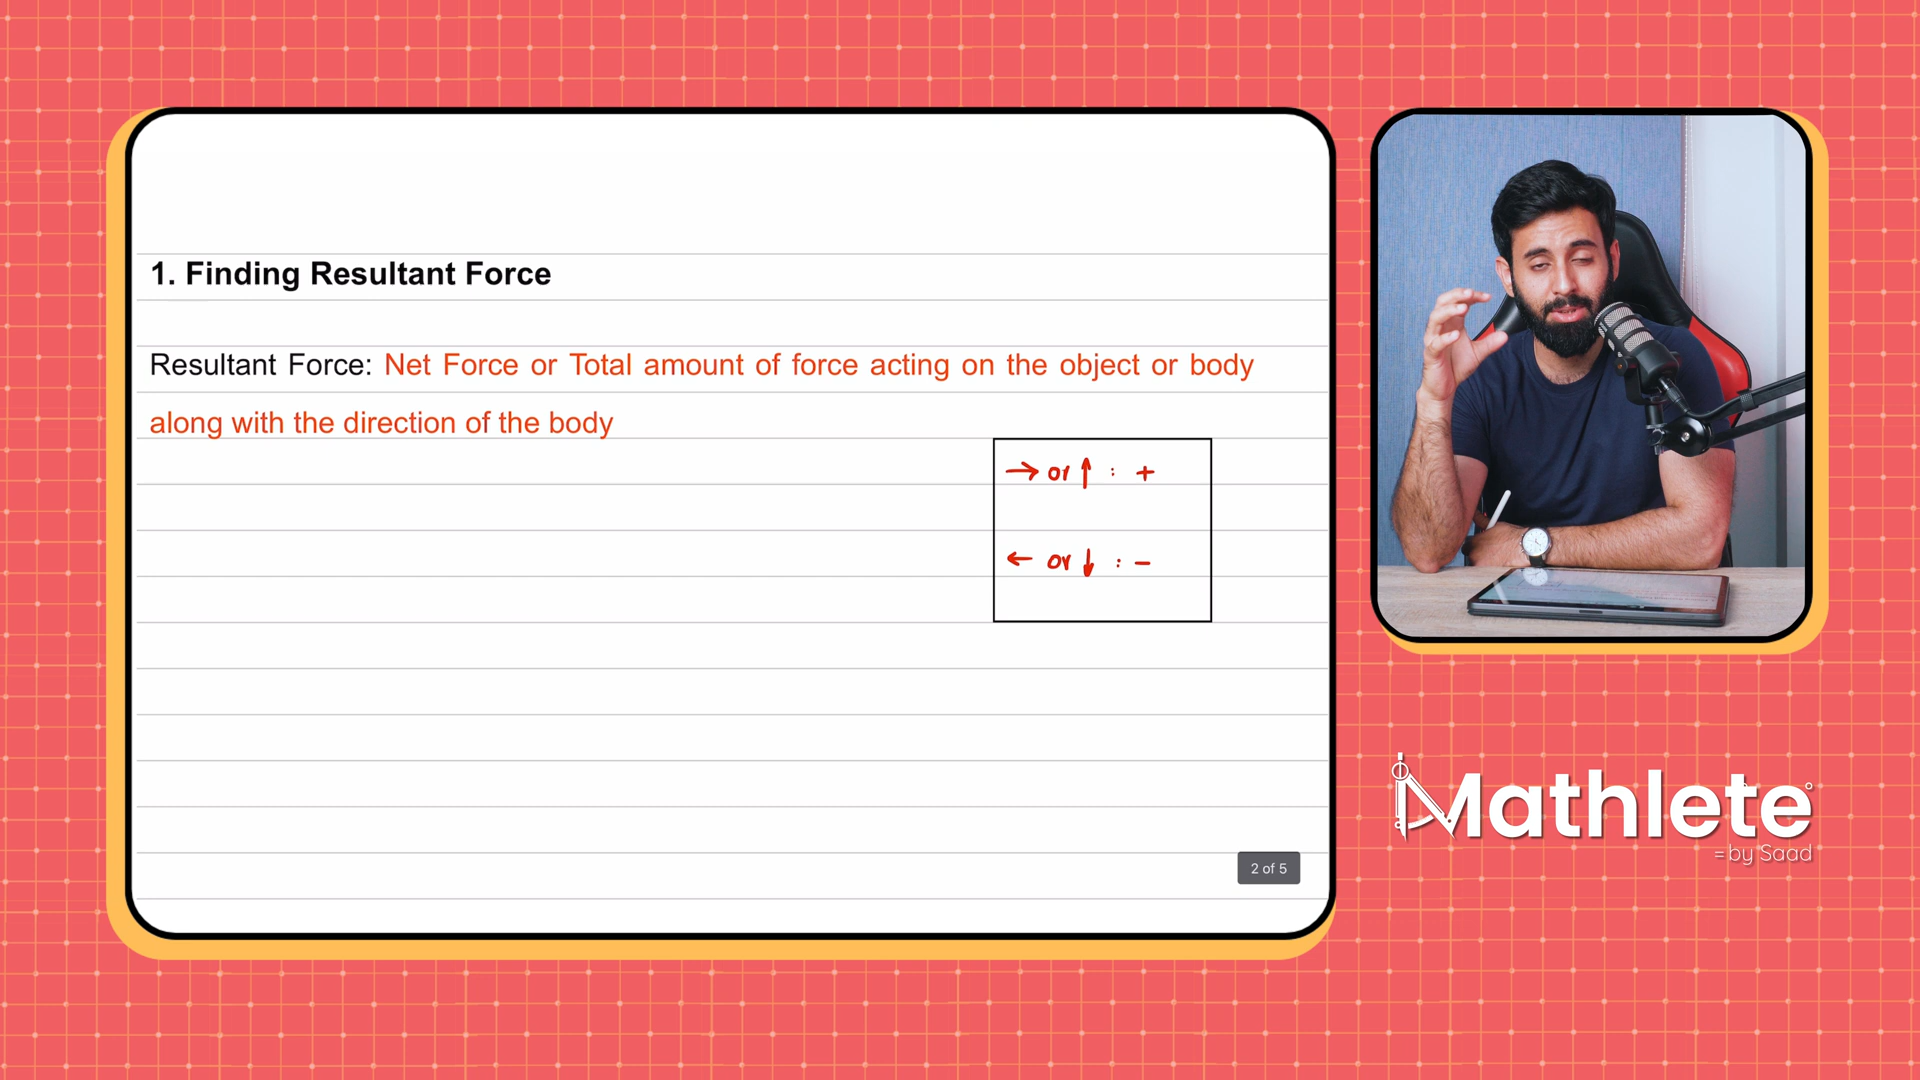 1. Finding Resultant Force
Resultant Force: Net Force or Total amount of force acting on the object or body
along with the direction of the body
→ or ↑ : +
← or ↓ : -
2 of 5
Mathlete
=by Saad